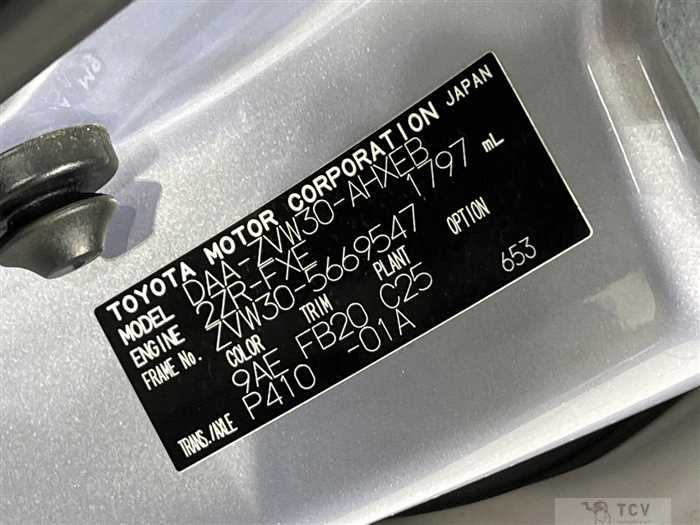 TOYOTA MOTOR CORPORATION JAPAN
MODEL DAA-ZVW30-AHXEB
ENGINE 2ZR-FXE 1797 mL
FRAME No. ZVW30-5669547
COLOR TRIM PLANT OPTION
9AE FB20 C25 653
TRANS./AXLE P410 -01A
TCV